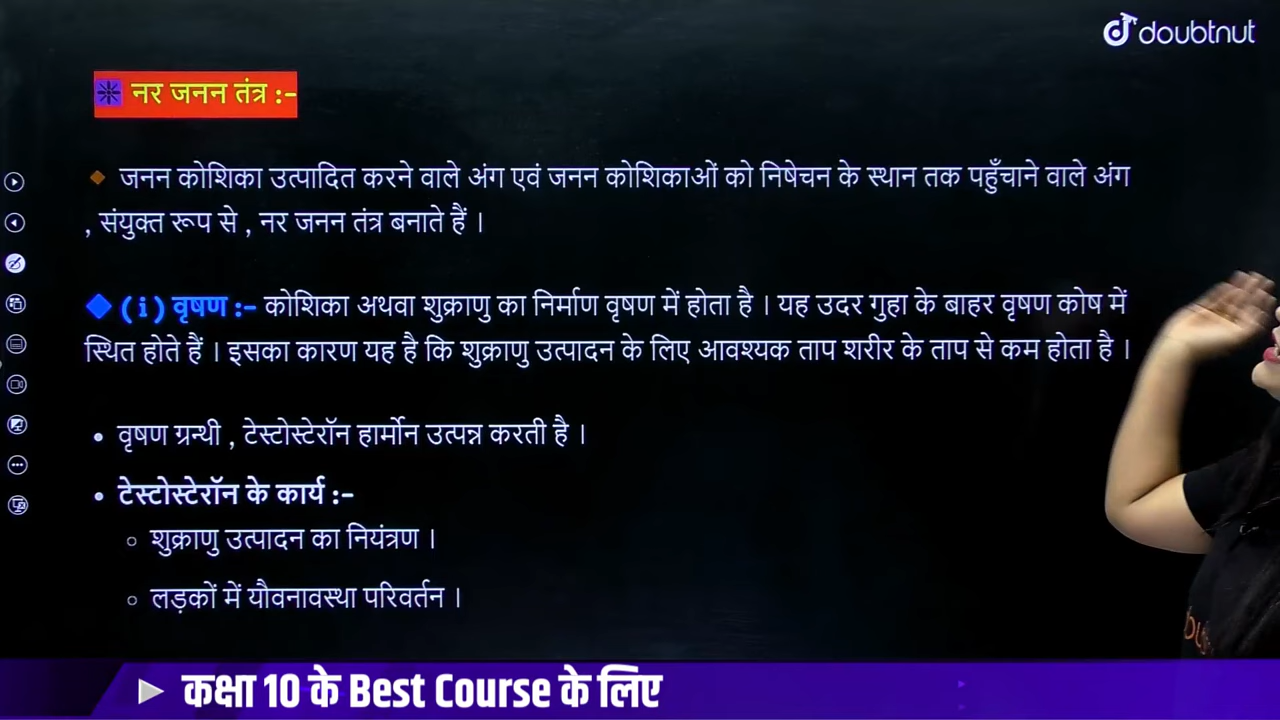 doubtnut
नर जनन तंत्र :-
जनन कोशिका उत्पादित करने वाले अंग एवं जनन कोशिकाओं को निषेचन के स्थान तक पहुँचाने वाले अंग
, संयुक्त रूप से , नर जनन तंत्र बनाते हैं ।
( i ) वृषण :- कोशिका अथवा शुक्राणु का निर्माण वृषण में होता है । यह उदर गुहा के बाहर वृषण कोष में
स्थित होते हैं । इसका कारण यह है कि शुक्राणु उत्पादन के लिए आवश्यक ताप शरीर के ताप से कम होता है ।
• वृषण ग्रन्थी , टेस्टोस्टेरॉन हार्मोन उत्पन्न करती है ।
• टेस्टोस्टेरॉन के कार्य :-
○ शुक्राणु उत्पादन का नियंत्रण ।
○ लड़कों में यौवनावस्था परिवर्तन ।
कक्षा 10 के Best Course के लिए